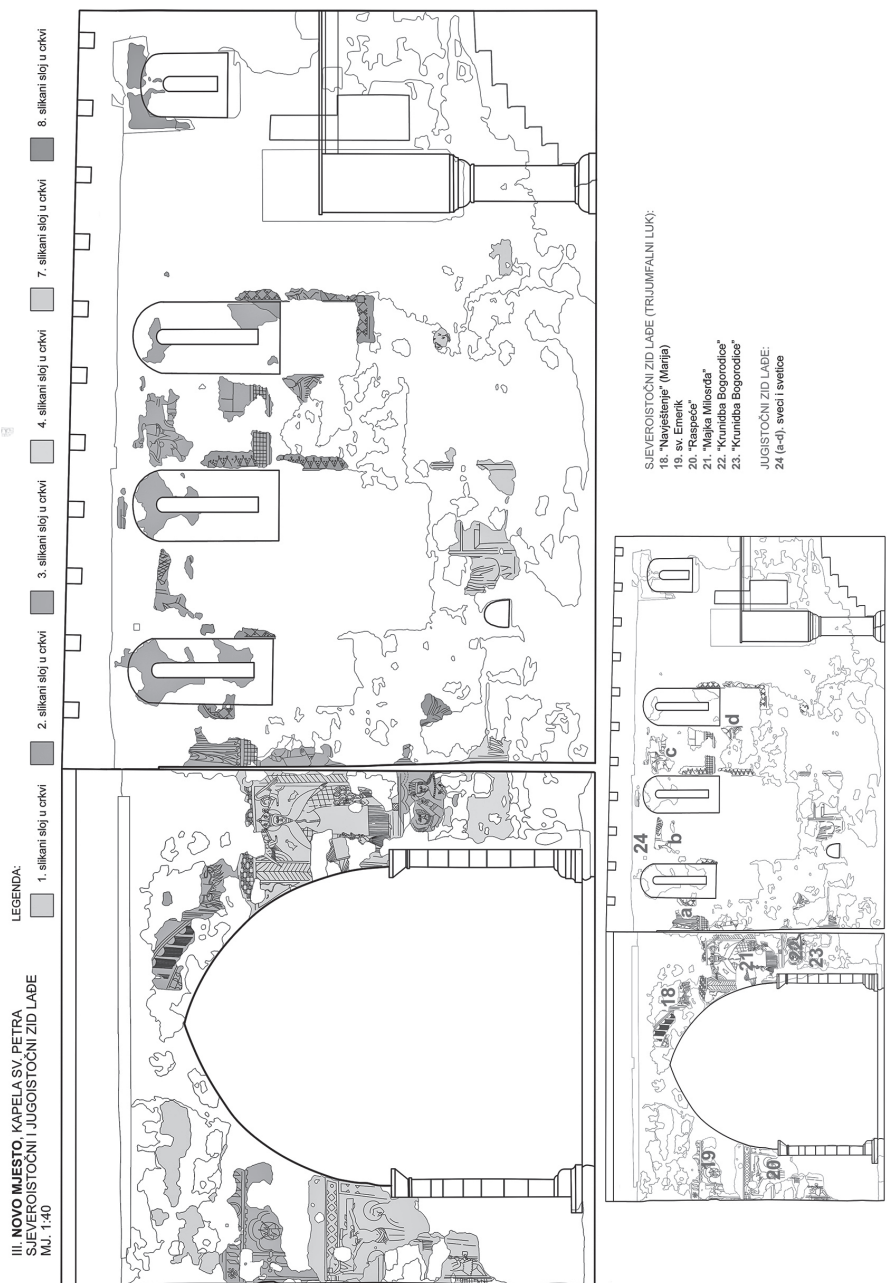 III. NOVO MJESTO, KAPELA SV. PETRA
SJEVEROISTOČNI I JUGOISTOČNI ZID LAĐE
MJ. 1:40
LEGENDA:
1. slikani sloj u crkvi
2. slikani sloj u crkvi
3. slikani sloj u crkvi
4. slikani sloj u crkvi
7. slikani sloj u crkvi
8. slikani sloj u crkvi
SJEVEROISTOČNI ZID LAĐE (TRIJUMFALNI LUK):
18. "Navještenje" (Marija)
19. sv. Emerik
20. "Raspeće"
21. "Majka Milosrđa"
22. "Krunidba Bogorodice"
23. "Krunidba Bogorodice"
JUGISTOČNI ZID LAĐE:
24 (a-d). sveci i svetice
18
19
20
21
22
23
24
a
b
c
d